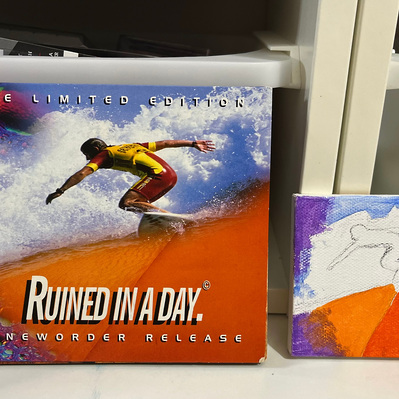 E LIMITED EDITION
RUINED IN A DAY.©
NEWORDER RELEASE